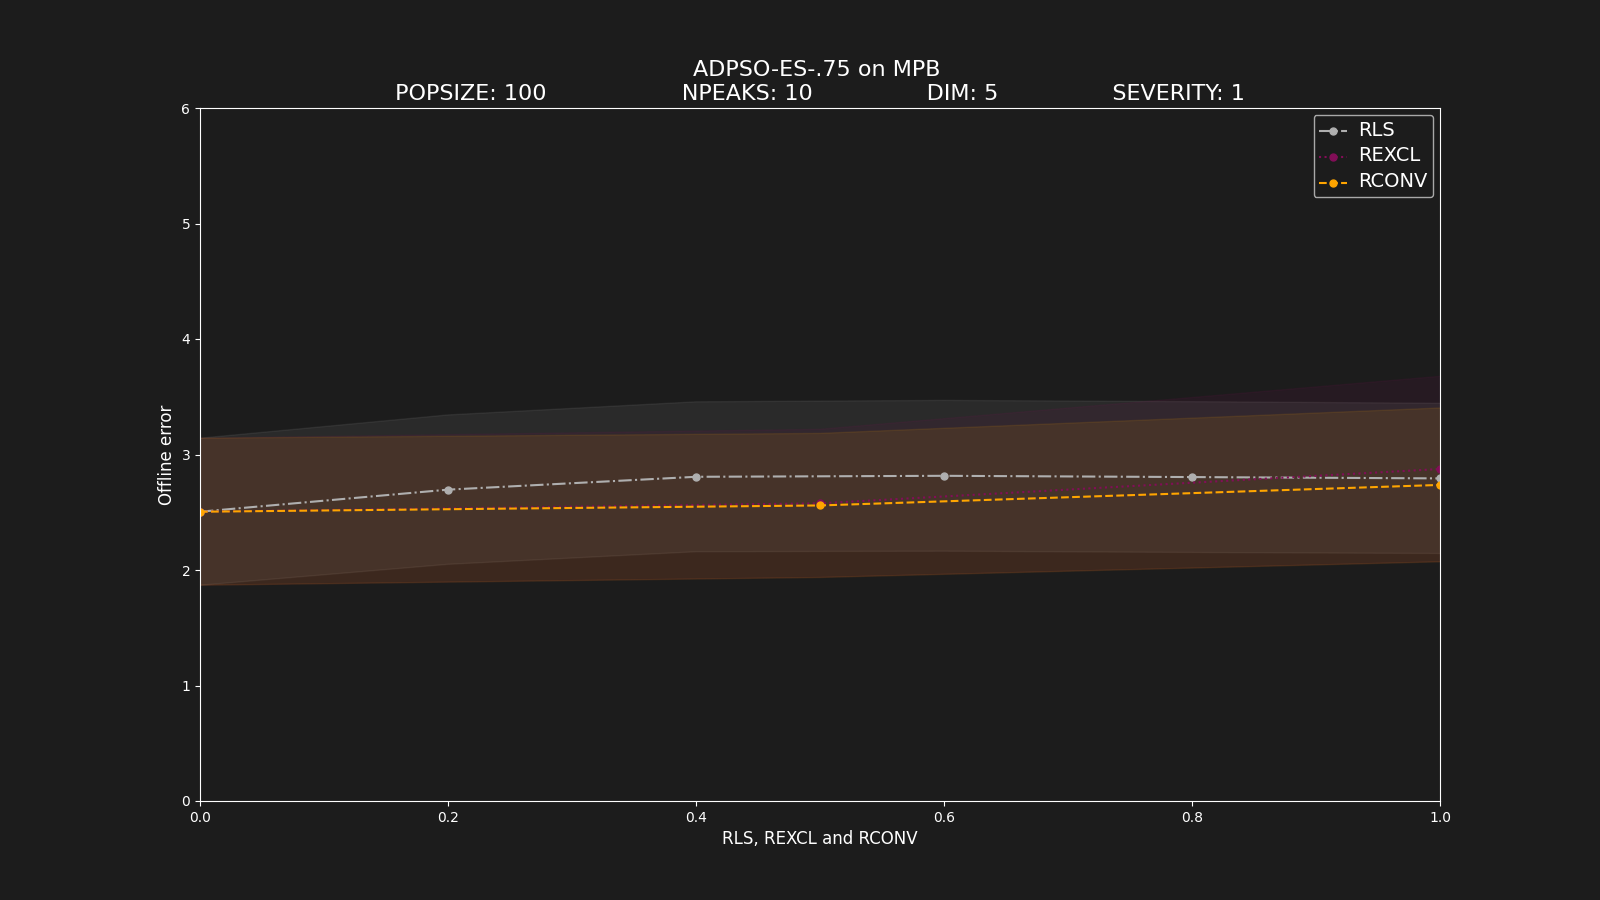 ADPSO-ES-.75 on MPB
POPSIZE: 100 NPEAKS: 10 DIM: 5 SEVERITY: 1
RLS
REXCL
RCONV
6
5
4
3
2
1
0
Offline error
0.0 0.2 0.4 0.6 0.8 1.0
RLS, REXCL and RCONV